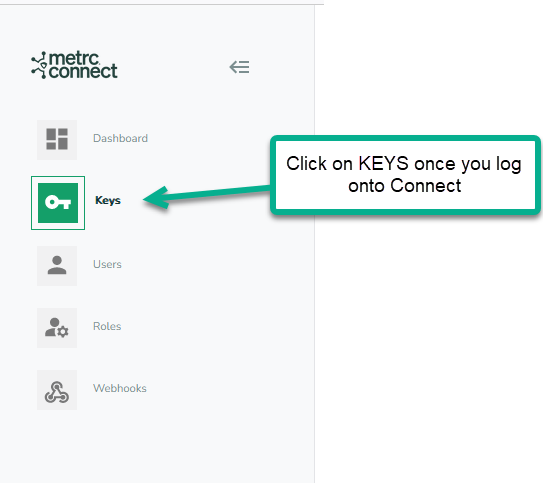 metrc
connect
Dashboard
Keys
Click on KEYS once you log
onto Connect
Users
Roles
Webhooks